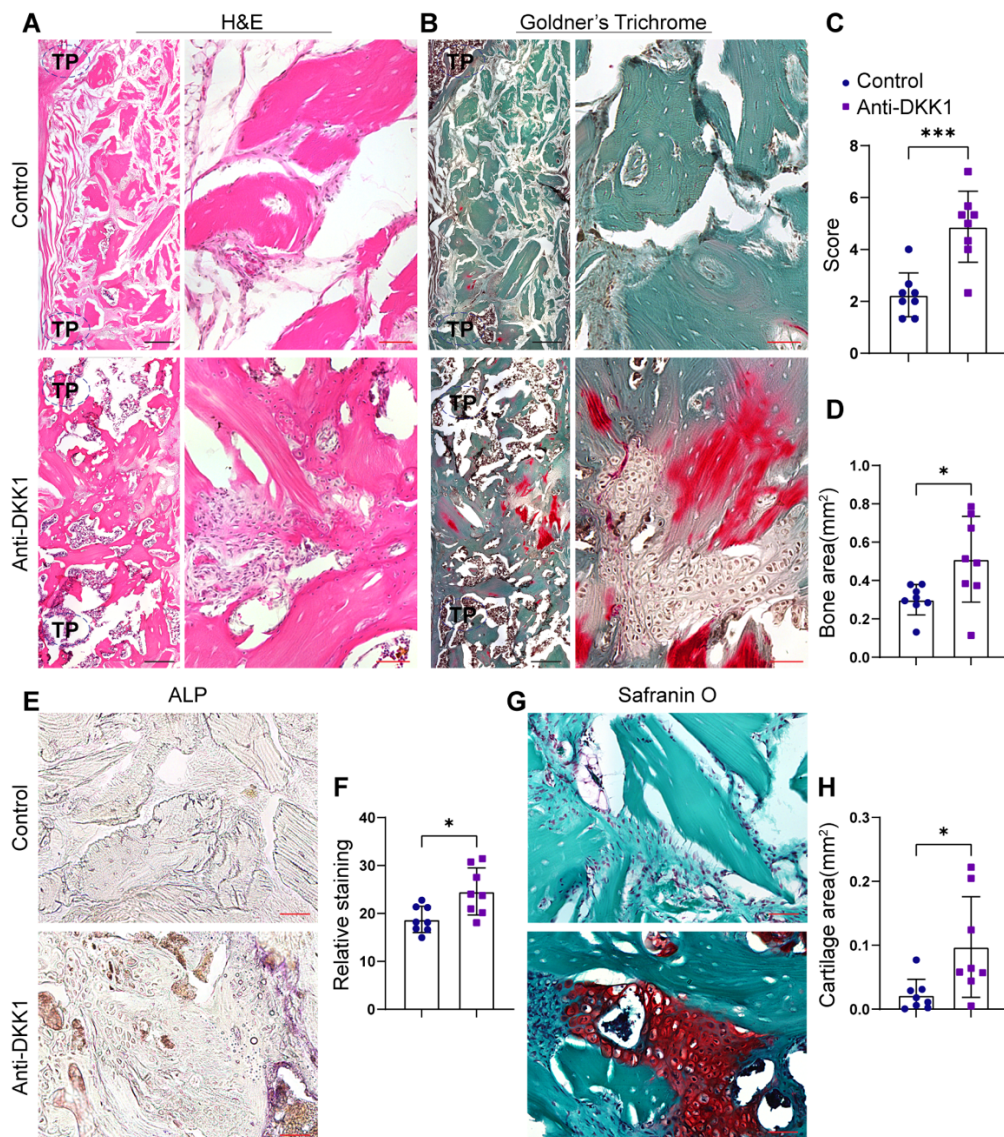 A
H&E
B
Goldner's Trichrome
C
TP
TP
Control
TP
TP
Control
Anti-DKK1
***
8
6
4
2
0
Score
Anti-DKK1
TP
TP
TP
TP
D
*
1.0
0.8
0.6
0.4
0.2
0.0
Bone area(mm²)
E
ALP
Control
Anti-DKK1
F
*
40
30
20
10
0
Relative staining
G
Safranin O
H
*
0.3
0.2
0.1
0.0
Cartilage area(mm²)